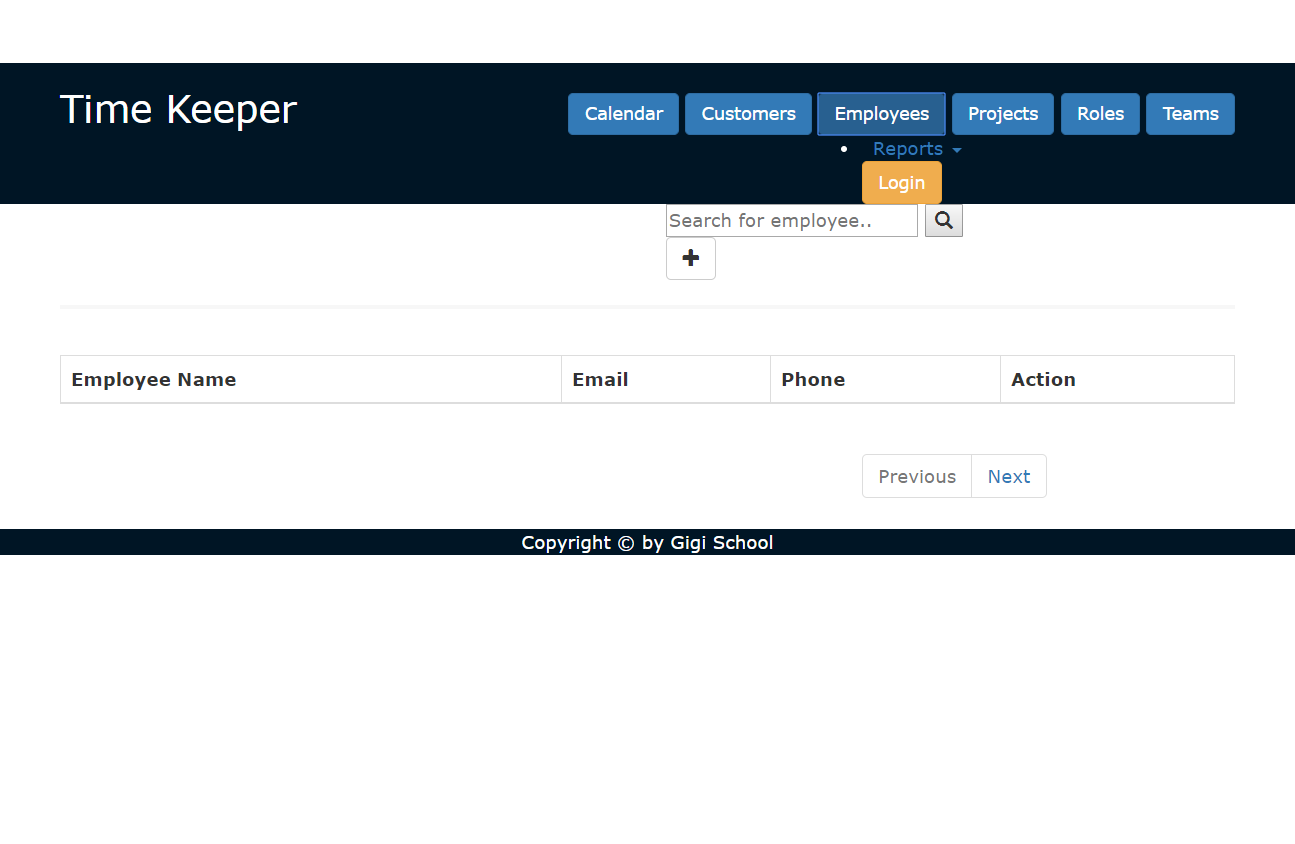 Time Keeper
Calendar Customers Employees Projects Roles Teams
Reports
Login
Search for employee..
Employee Name Email Phone Action
Previous Next
Copyright © by Gigi School